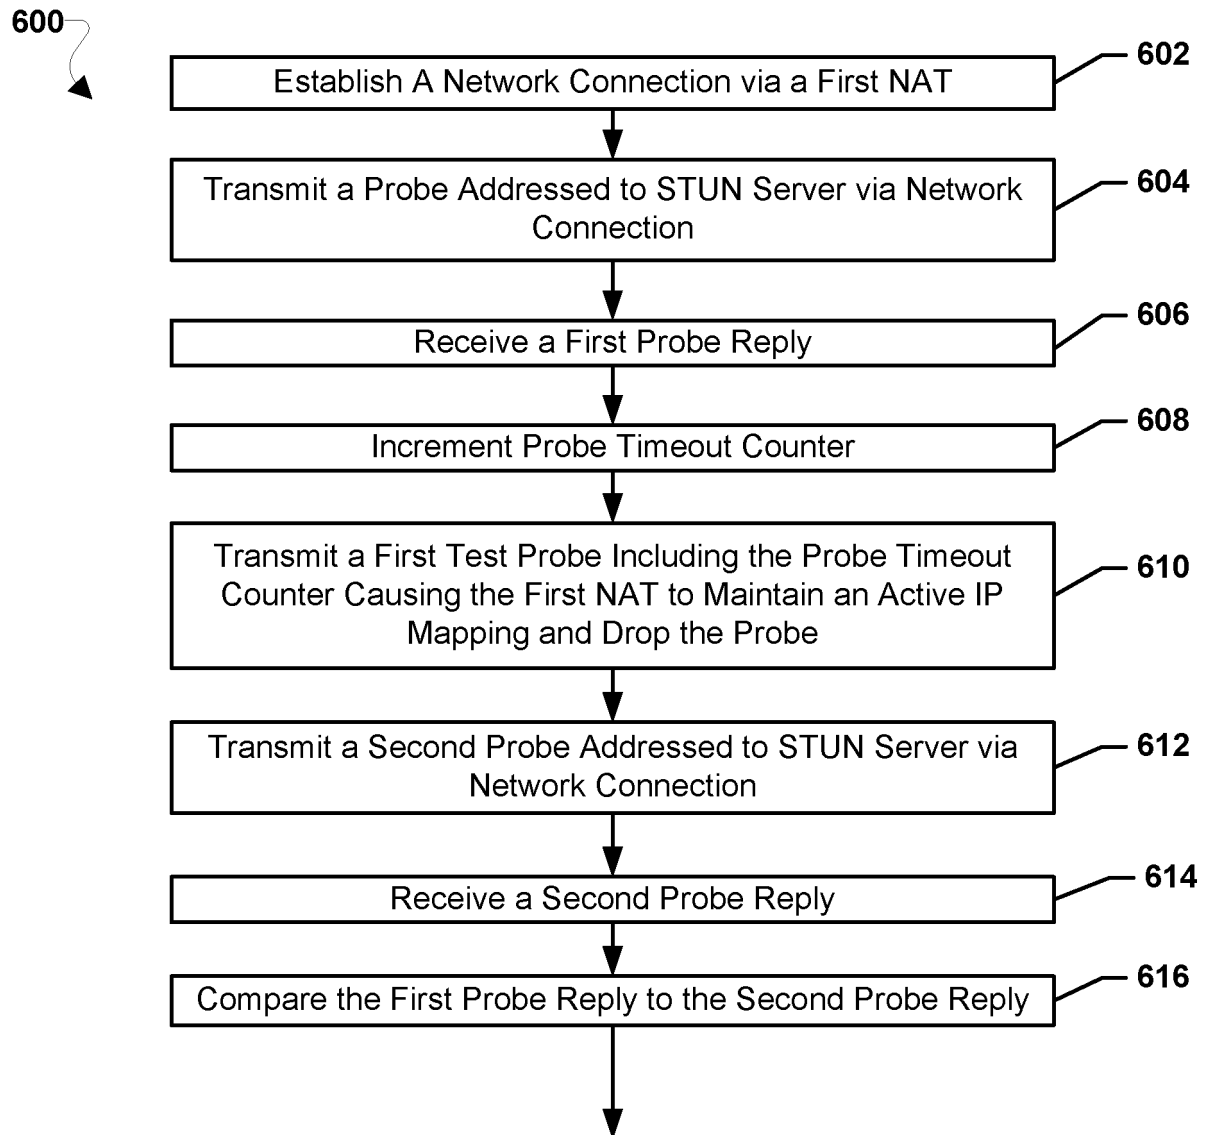 600
Establish A Network Connection via a First NAT
602
Transmit a Probe Addressed to STUN Server via Network
Connection
604
Receive a First Probe Reply
606
Increment Probe Timeout Counter
608
Transmit a First Test Probe Including the Probe Timeout
Counter Causing the First NAT to Maintain an Active IP
Mapping and Drop the Probe
610
Transmit a Second Probe Addressed to STUN Server via
Network Connection
612
Receive a Second Probe Reply
614
Compare the First Probe Reply to the Second Probe Reply
616